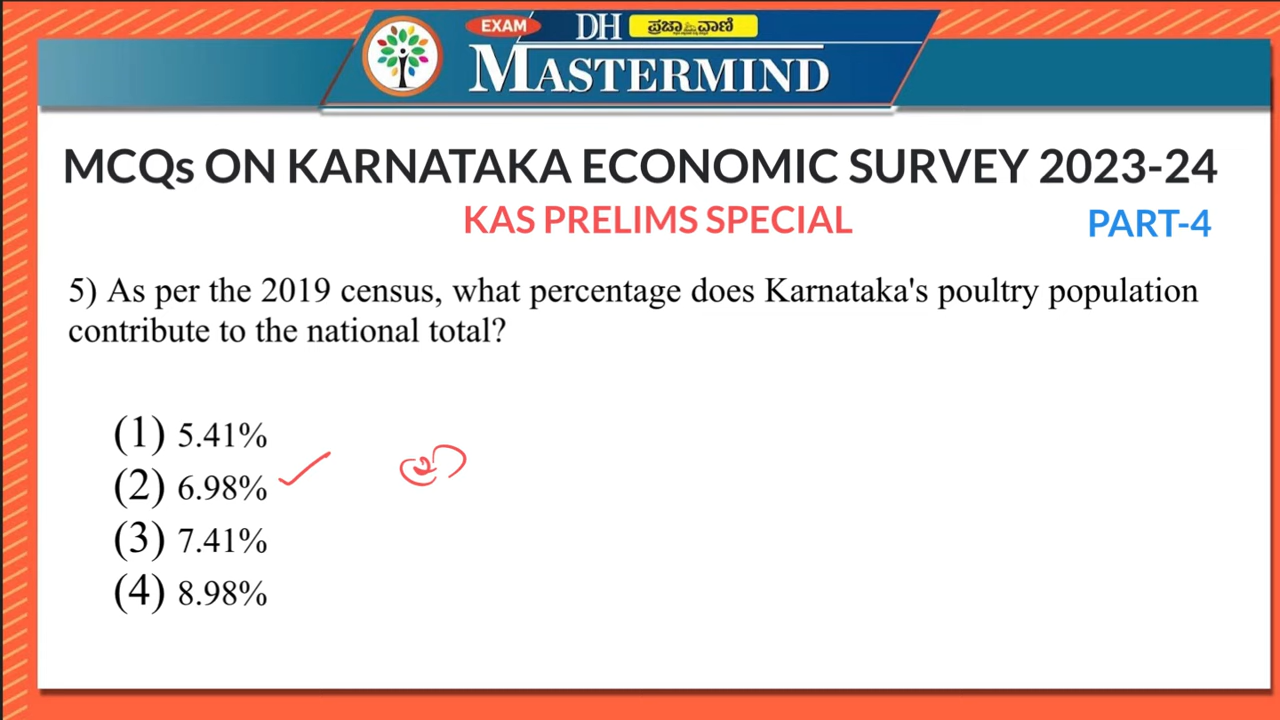 EXAM DH ಪ್ರಜಾವಾಣಿ
MASTERMIND
MCQs ON KARNATAKA ECONOMIC SURVEY 2023-24
KAS PRELIMS SPECIAL PART-4
5) As per the 2019 census, what percentage does Karnataka's poultry population
contribute to the national total?
(1) 5.41%
(2) 6.98%
(3) 7.41%
(4) 8.98%